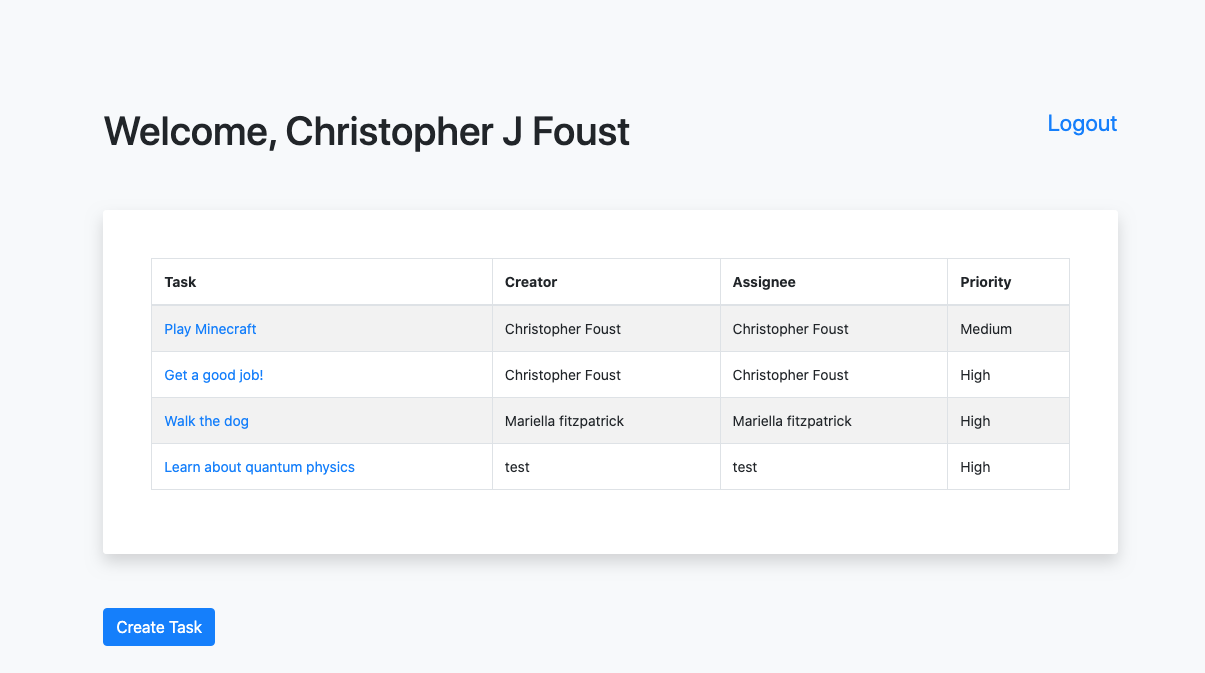 Welcome, Christopher J Foust
Logout
Task Creator Assignee Priority
Play Minecraft Christopher Foust Christopher Foust Medium
Get a good job! Christopher Foust Christopher Foust High
Walk the dog Mariella fitzpatrick Mariella fitzpatrick High
Learn about quantum physics test test High
Create Task